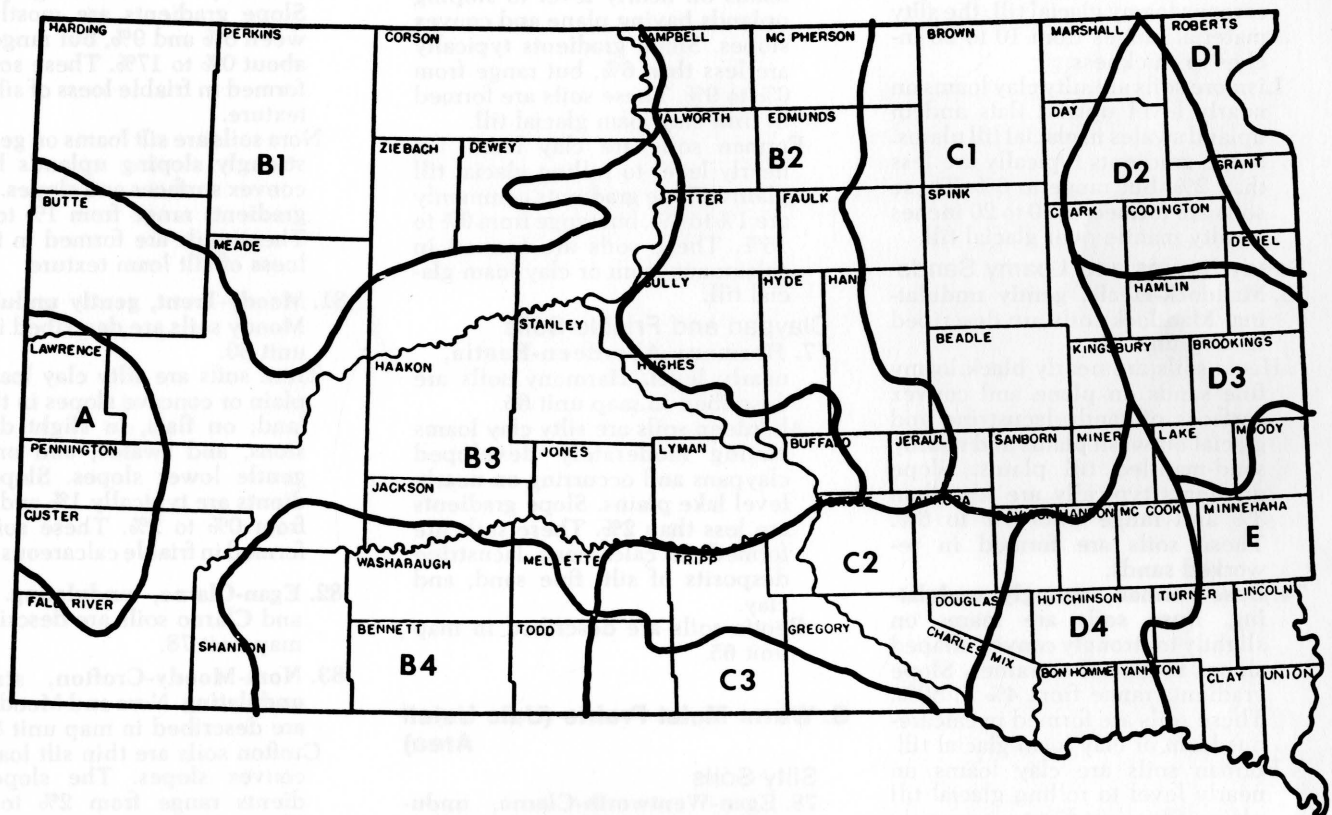 HARDING
PERKINS
CORSON
CAMPBELL
MC PHERSON
BROWN
MARSHALL
ROBERTS
D1
DAY
WALWORTH
EDMUNDS
B1
ZIEBACH
DEWEY
B2
C1
GRANT
D2
BUTTE
POTTER
FAULK
SPINK
CLARK
CODINGTON
MEADE
DEUEL
SULLY
HYDE
HAND
HAMLIN
STANLEY
BEADLE
LAWRENCE
HAAKON
HUGHES
KINGSBURY
BROOKINGS
D3
A
PENNINGTON
B3
JONES
LYMAN
BUFFALO
JERAUL
SANBORN
MINER
LAKE
MOODY
JACKSON
CUSTER
MC COOK
MINNEHAHA
E
WASHABAUGH
MELLETTE
TRIPP
C2
FALL RIVER
DOUGLAS
HUTCHINSON
TURNER
LINCOLN
SHANNON
BENNETT
TODD
GREGORY
CHARLES MIX
D4
B4
C3
BON HOMME
YANKTON
CLAY
UNION